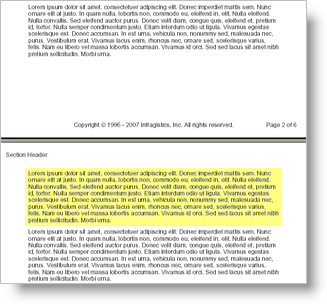 Lorem ipsum dolor sit amet, consectetuer adipiscing elit. Donec imperdiet mattis sem. Nunc
ornare elit at justo. In quam nulla, lobortis non, commodo eu, eleifend in, elit. Nulla eleifend.
Nulla convallis. Sed eleifend auctor purus. Donec velit diam, congue quis, eleifend et, pretium
id, tortor. Nulla semper condimentum justo. Etiam interdum odio ut ligula. Vivamus egestas
scelerisque est. Donec accumsan. In est urna, vehicula non, nonummy sed, malesuada nec,
purus. Vestibulum erat. Vivamus lacus enim, rhoncus nec, ornare sed, scelerisque varius,
felis. Nam eu libero vel massa lobortis accumsan. Vivamus id orci. Sed sed lacus sit amet nibh
pretium sollicitudin. Morbi urna.
Copyright © 1996 - 2007 Infragistics, Inc. All rights reserved. Page 2 of 6
Section Header
Lorem ipsum dolor sit amet, consectetuer adipiscing elit. Donec imperdiet mattis sem. Nunc
ornare elit at justo. In quam nulla, lobortis non, commodo eu, eleifend in, elit. Nulla eleifend.
Nulla convallis. Sed eleifend auctor purus. Donec velit diam, congue quis, eleifend et, pretium
id, tortor. Nulla semper condimentum justo. Etiam interdum odio ut ligula. Vivamus egestas
scelerisque est. Donec accumsan. In est urna, vehicula non, nonummy sed, malesuada nec,
purus. Vestibulum erat. Vivamus lacus enim, rhoncus nec, ornare sed, scelerisque varius,
felis. Nam eu libero vel massa lobortis accumsan. Vivamus id orci. Sed sed lacus sit amet nibh
pretium sollicitudin. Morbi urna.
Lorem ipsum dolor sit amet, consectetuer adipiscing elit. Donec imperdiet mattis sem. Nunc
ornare elit at justo. In quam nulla, lobortis non, commodo eu, eleifend in, elit. Nulla eleifend.
Nulla convallis. Sed eleifend auctor purus. Donec velit diam, congue quis, eleifend et, pretium
id, tortor. Nulla semper condimentum justo. Etiam interdum odio ut ligula. Vivamus egestas
scelerisque est. Donec accumsan. In est urna, vehicula non, nonummy sed, malesuada nec,
purus. Vestibulum erat. Vivamus lacus enim, rhoncus nec, ornare sed, scelerisque varius,
felis. Nam eu libero vel massa lobortis accumsan. Vivamus id orci. Sed sed lacus sit amet nibh
pretium sollicitudin. Morbi urna.